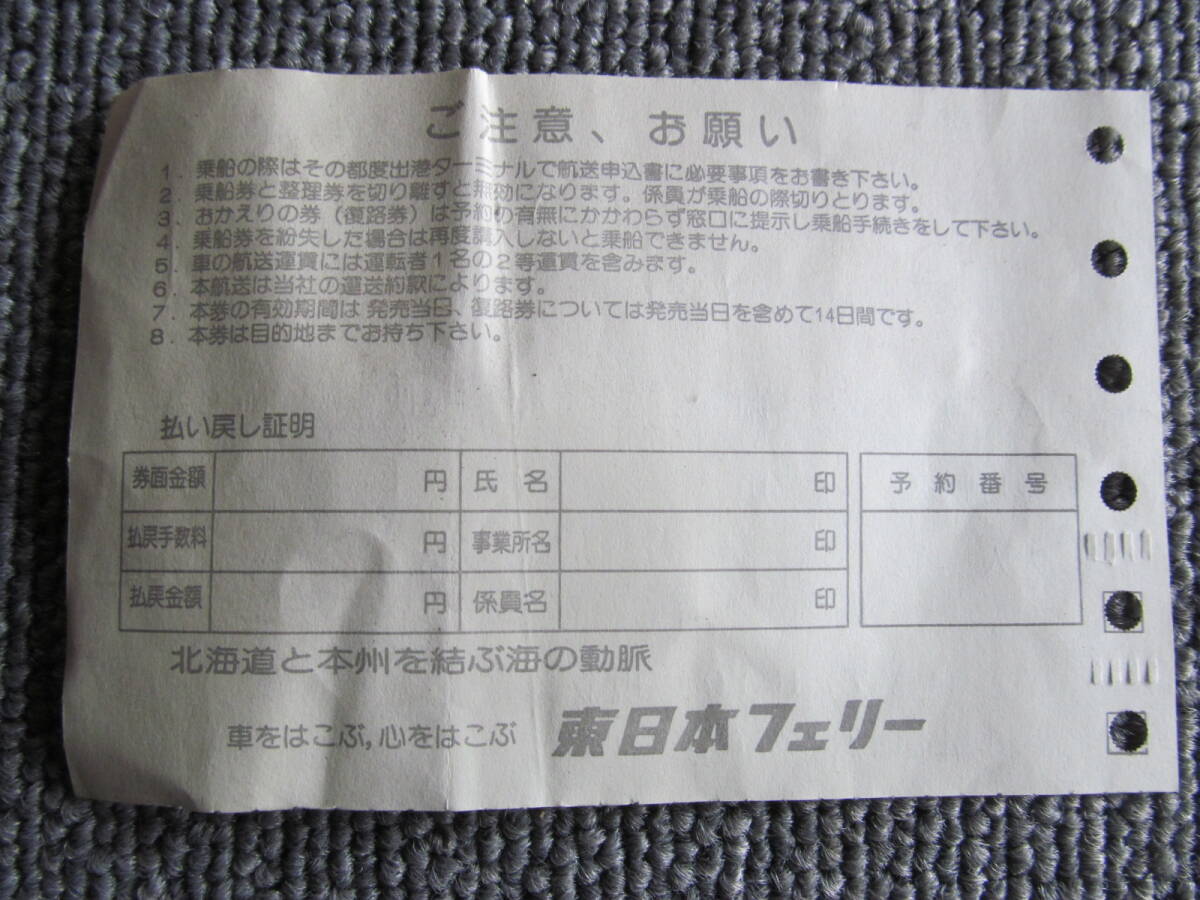 ご注意、お願い
1．乗船の際はその都度出港ターミナルで航送申込書に必要事項をお書き下さい。
2．乗船券と整理券を切り離すと無効になります。係員が乗船の際切りとります。
3．おかえりの券（復路券）は予約の有無にかかわらず窓口に提示し乗船手続きをして下さい。
4．乗船券を紛失した場合は再度購入しないと乗船できません。
5．車の航送運賃には運転者1名の2等運賃を含みます。
6．本航送は当社の運送約款によります。
7．本券の有効期間は発売当日、復路券については発売当日を含めて14日間です。
8．本券は目的地までお持ち下さい。
払い戻し証明
券面金額 円 氏名 印 予約番号
払戻手数料 円 事業所名 印
払戻金額 円 係員名 印
北海道と本州を結ぶ海の動脈
車をはこぶ,心をはこぶ 東日本フェリー